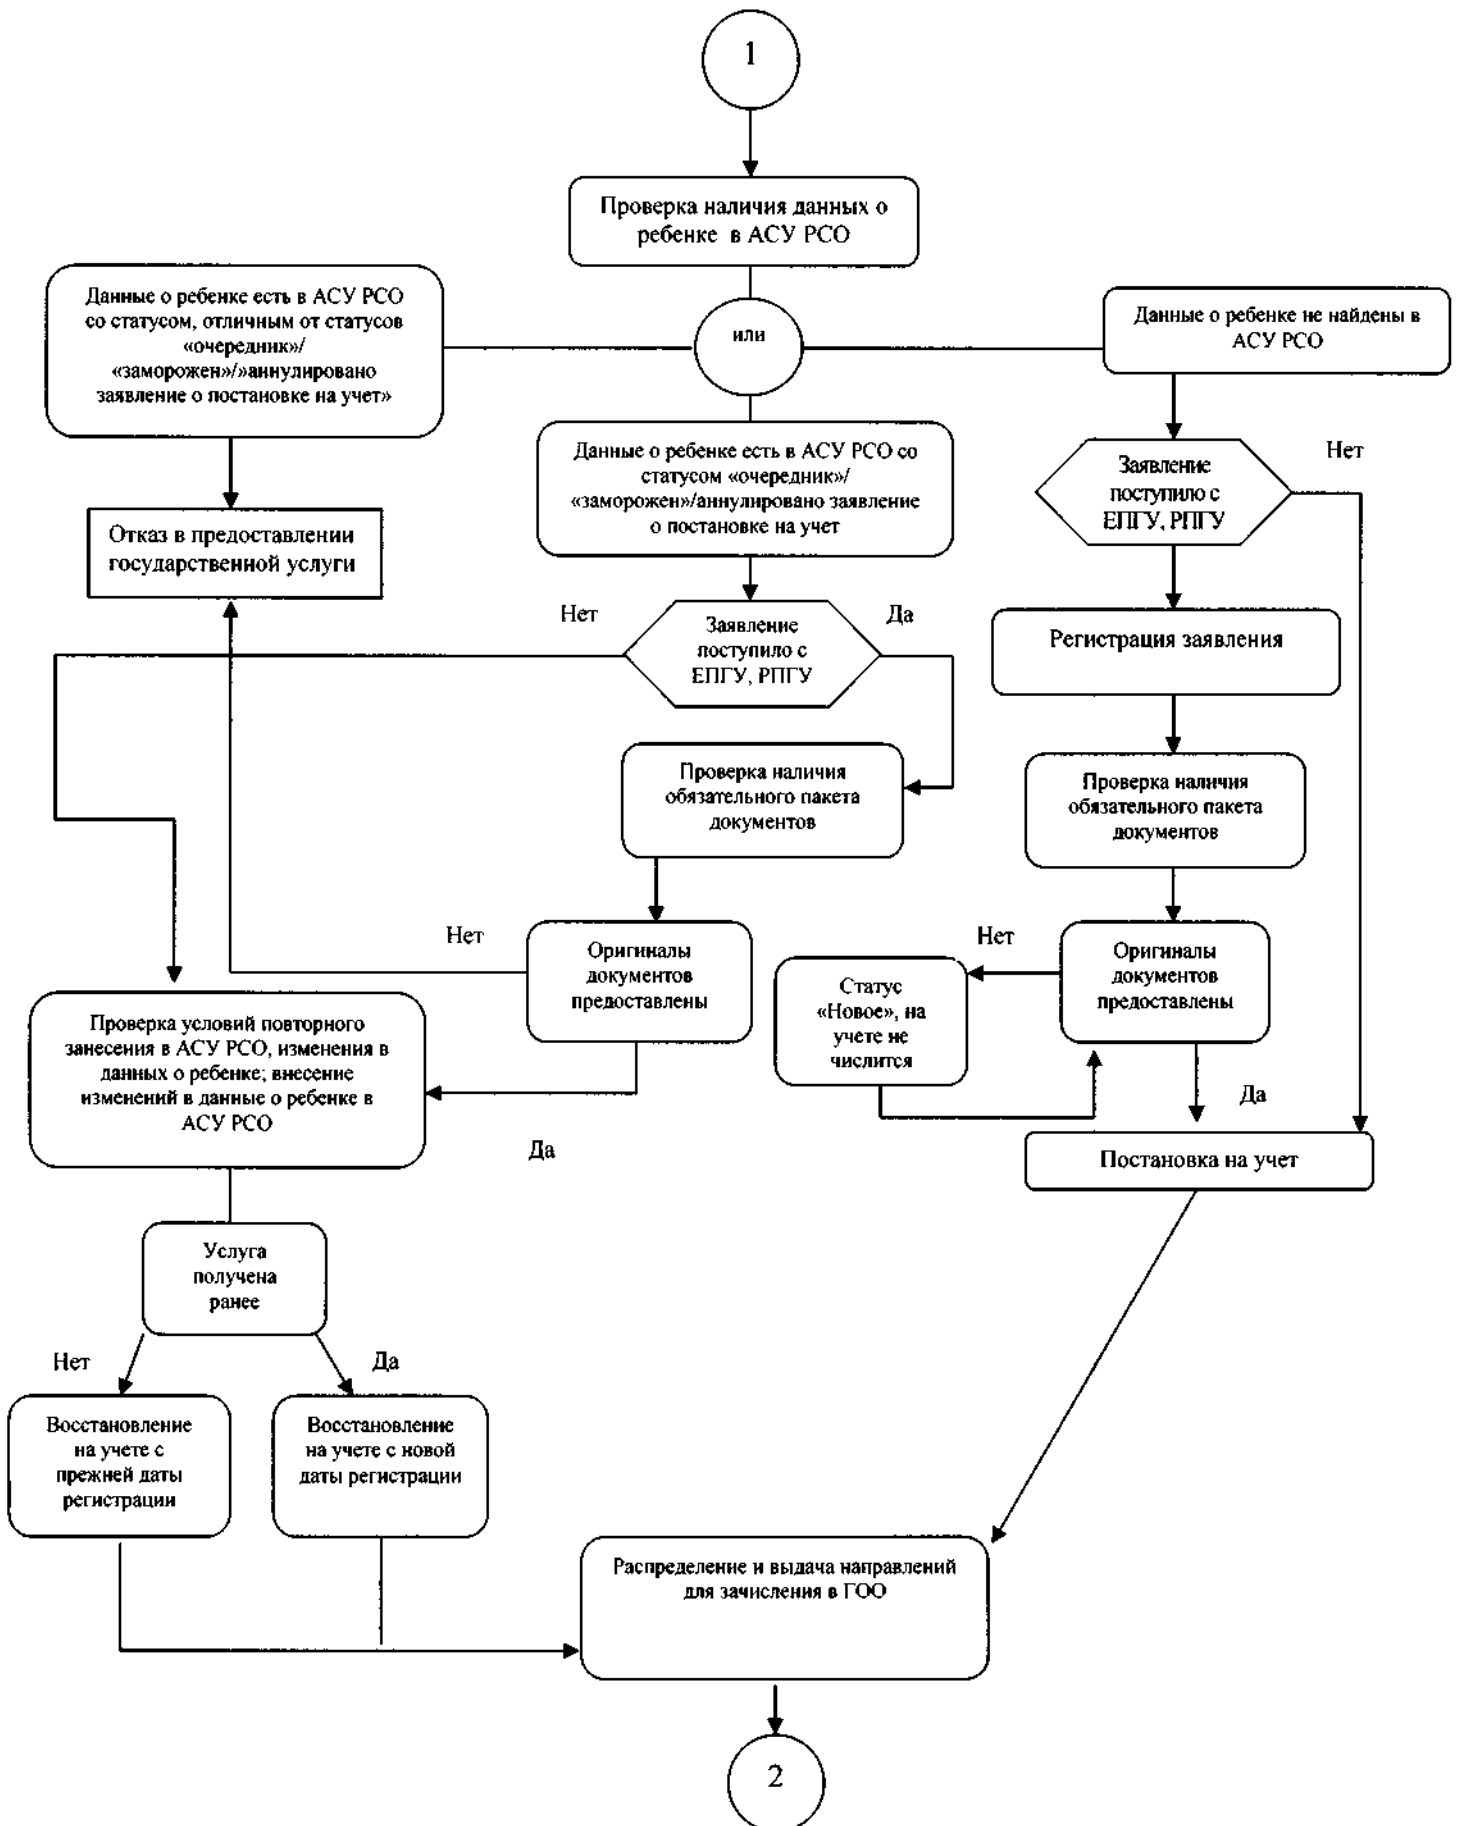 1
Проверка наличия данных о
ребенке в АСУ РСО
Данные о ребенке есть в АСУ РСО
со статусом, отличным от статусов
«очередник»/
«заморожен»/»аннулировано
заявление о постановке на учет»
или
Данные о ребенке не найдены в
АСУ РСО
Данные о ребенке есть в АСУ РСО со
статусом «очередник»/
«заморожен»/аннулировано заявление
о постановке на учет
Заявление
поступило с
ЕПГУ, РПГУ
Нет
Отказ в предоставлении
государственной услуги
Нет
Заявление
поступило с
ЕПГУ, РПГУ
Да
Регистрация заявления
Проверка наличия
обязательного пакета
документов
Проверка наличия
обязательного пакета
документов
Нет
Оригиналы
документов
предоставлены
Нет
Оригиналы
документов
предоставлены
Статус
«Новое», на
учете не
числится
Проверка условий повторного
занесения в АСУ РСО, изменения в
данных о ребенке; внесение
изменений в данные о ребенке в
АСУ РСО
Да
Да
Постановка на учет
Услуга
получена
ранее
Нет
Да
Восстановление
на учете с
прежней даты
регистрации
Восстановление
на учете с новой
даты регистрации
Распределение и выдача направлений
для зачисления в ГОО
2